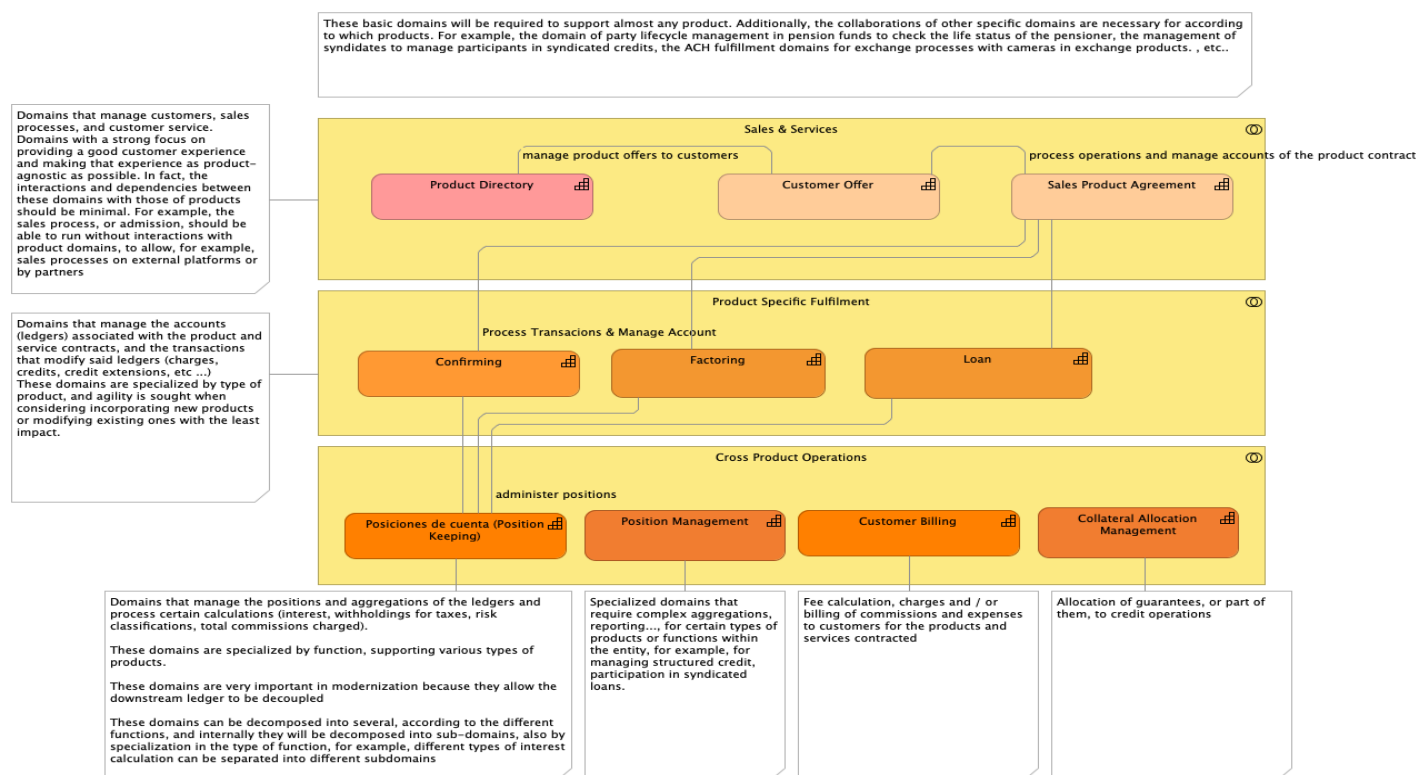 These basic domains will be required to support almost any product. Additionally, the collaborations of other specific domains are necessary for according
to which products. For example, the domain of party lifecycle management in pension funds to check the life status of the pensioner, the management of
syndidates to manage participants in syndicated credits, the ACH fulfillment domains for exchange processes with cameras in exchange products. , etc..
Domains that manage customers, sales
processes, and customer service.
Domains with a strong focus on
providing a good customer experience
and making that experience as product-
agnostic as possible. In fact, the
interactions and dependencies between
these domains with those of products
should be minimal. For example, the
sales process, or admission, should be
able to run without interactions with
product domains, to allow, for example,
sales processes on external platforms or
by partners
Sales & Services
manage product offers to customers
process operations and manage accounts of the product contract
Product Directory
Customer Offer
Sales Product Agreement
Domains that manage the accounts
(ledgers) associated with the product and
service contracts, and the transactions
that modify said ledgers (charges,
credits, credit extensions, etc ...)
These domains are specialized by type of
product, and agility is sought when
considering incorporating new products
or modifying existing ones with the least
impact.
Product Specific Fulfilment
Process Transacions & Manage Account
Confirming
Factoring
Loan
Cross Product Operations
administer positions
Posiciones de cuenta (Position
Keeping)
Position Management
Customer Billing
Collateral Allocation
Management
Domains that manage the positions and aggregations of the ledgers and
process certain calculations (interest, withholdings for taxes, risk
classifications, total commissions charged).
These domains are specialized by function, supporting various types of
products.
These domains are very important in modernization because they allow the
downstream ledger to be decoupled
These domains can be decomposed into several, according to the different
functions, and internally they will be decomposed into sub-domains, also by
specialization in the type of function, for example, different types of interest
calculation can be separated into different subdomains
Specialized domains that
require complex aggregations,
reporting..., for certain types of
products or functions within
the entity, for example, for
managing structured credit,
participation in syndicated
loans.
Fee calculation, charges and / or
billing of commissions and expenses
to customers for the products and
services contracted
Allocation of guarantees, or part of
them, to credit operations